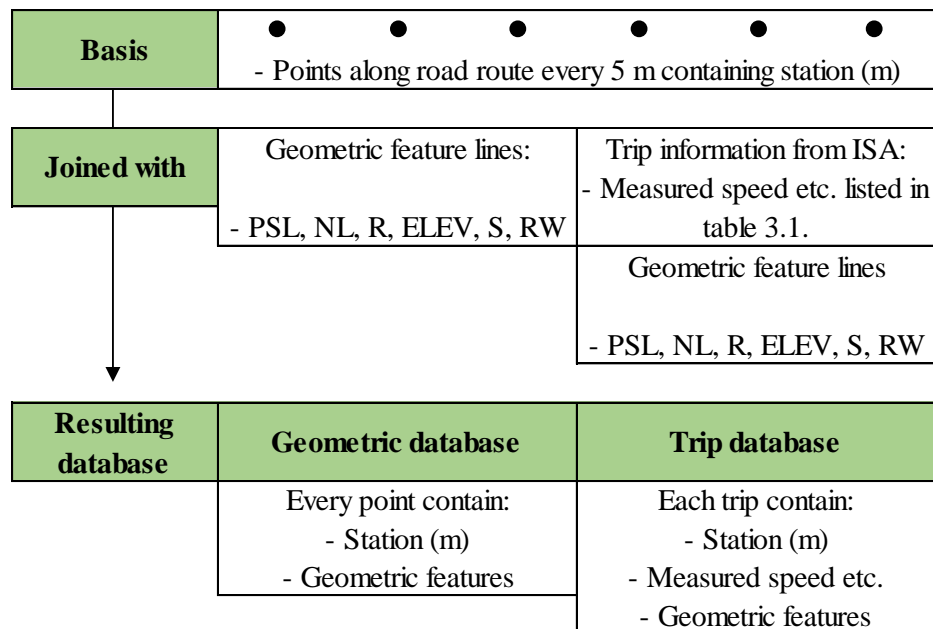 Basis
- Points along road route every 5 m containing station (m)
Joined with
Geometric feature lines:
- PSL, NL, R, ELEV, S, RW
Trip information from ISA:
- Measured speed etc. listed in
table 3.1.
Geometric feature lines
- PSL, NL, R, ELEV, S, RW
Resulting
database
Geometric database
Trip database
Every point contain:
- Station (m)
- Geometric features
Each trip contain:
- Station (m)
- Measured speed etc.
- Geometric features